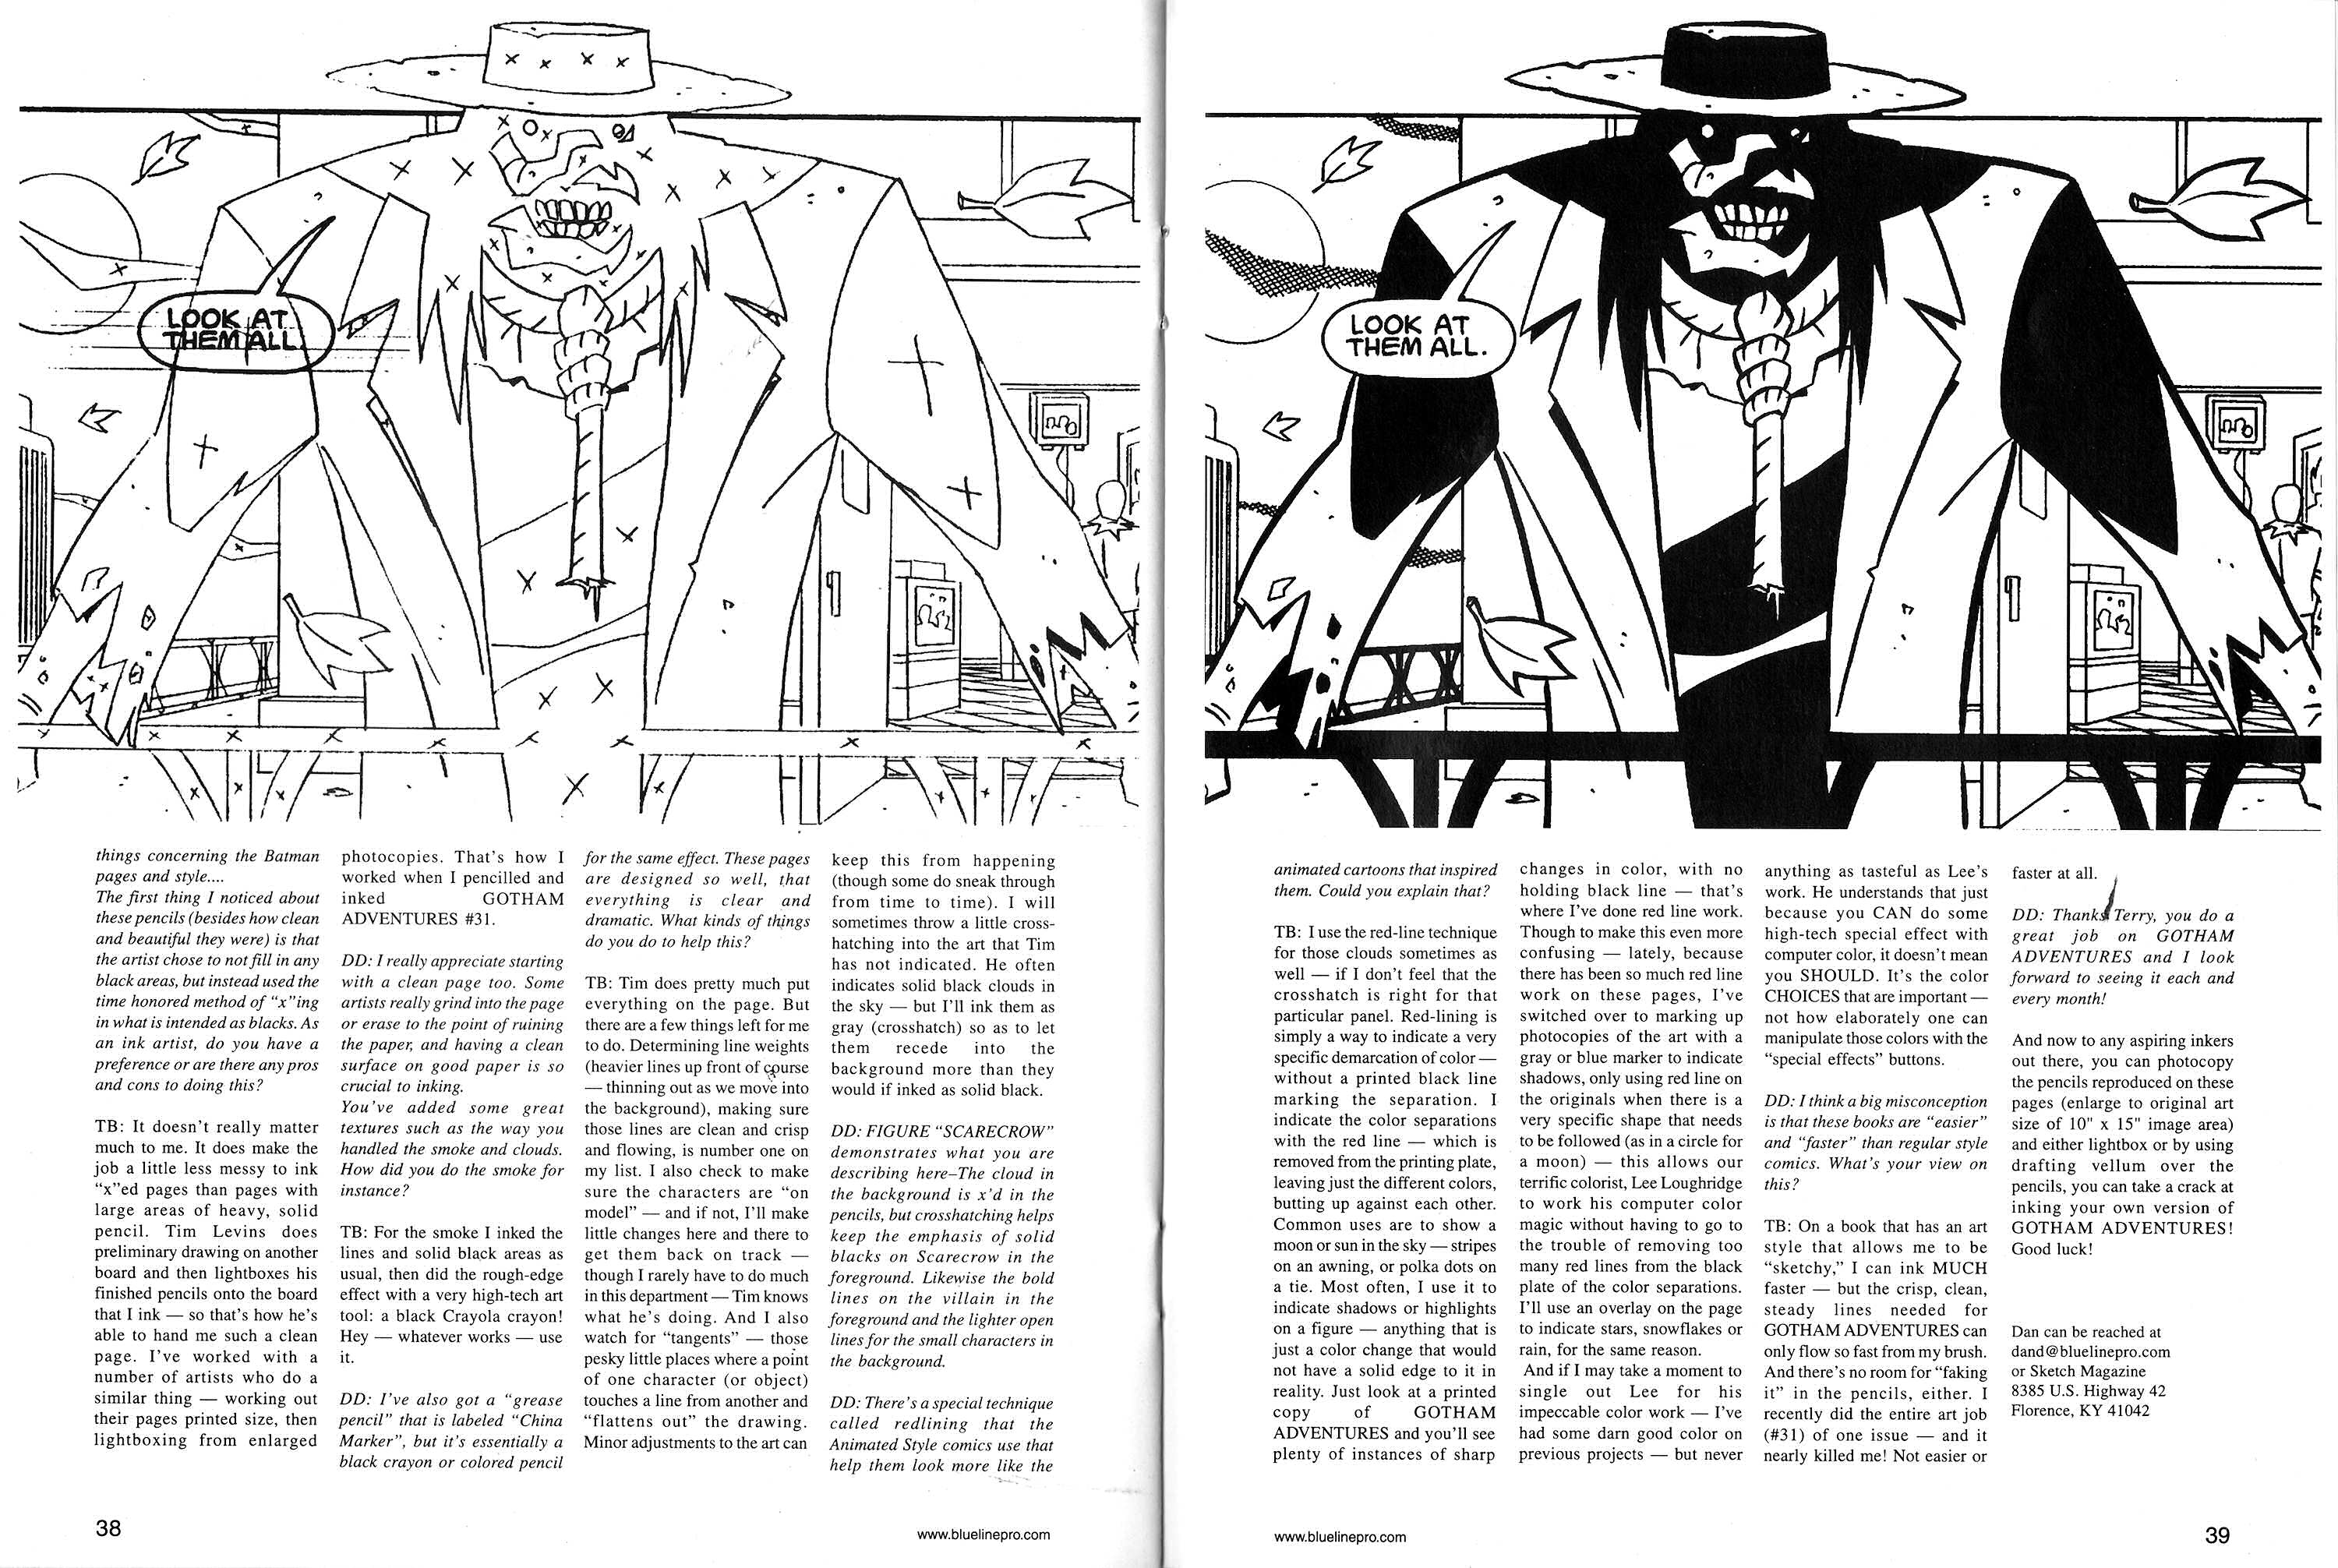 LOOK AT
THEM ALL.
things concerning the Batman
pages and style....
The first thing I noticed about
these pencils (besides how clean
and beautiful they were) is that
the artist chose to not fill in any
black areas, but instead used the
time honored method of “x”ing
in what is intended as blacks. As
an ink artist, do you have a
preference or are there any pros
and cons to doing this?
TB: It doesn't really matter
much to me. It does make the
job a little less messy to ink
“x”ed pages than pages with
large areas of heavy, solid
pencil. Tim Levins does
preliminary drawing on another
board and then lightboxes his
finished pencils onto the board
that I ink — so that's how he's
able to hand me such a clean
page. I've worked with a
number of artists who do a
similar thing — working out
their pages printed size, then
lightboxing from enlarged
photocopies. That's how I
worked when I pencilled and
inked GOTHAM
ADVENTURES #31.
DD: I really appreciate starting
with a clean page too. Some
artists really grind into the page
or erase to the point of ruining
the paper, and having a clean
surface on good paper is so
crucial to inking.
You've added some great
textures such as the way you
handled the smoke and clouds.
How did you do the smoke for
instance?
TB: For the smoke I inked the
lines and solid black areas as
usual, then did the rough-edge
effect with a very high-tech art
tool: a black Crayola crayon!
Hey — whatever works — use
it.
DD: I've also got a “grease
pencil” that is labeled “China
Marker”, but it's essentially a
black crayon or colored pencil
for the same effect. These pages
are designed so well, that
everything is clear and
dramatic. What kinds of things
do you do to help this?
TB: Tim does pretty much put
everything on the page. But
there are a few things left for me
to do. Determining line weights
(heavier lines up front of course
— thinning out as we move into
the background), making sure
those lines are clean and crisp
and flowing, is number one on
my list. I also check to make
sure the characters are “on
model” — and if not, I'll make
little changes here and there to
get them back on track —
though I rarely have to do much
in this department — Tim knows
what he's doing. And I also
watch for “tangents” — those
pesky little places where a point
of one character (or object)
touches a line from another and
“flattens out” the drawing.
Minor adjustments to the art can
keep this from happening
(though some do sneak through
from time to time). I will
sometimes throw a little cross-
hatching into the art that Tim
has not indicated. He often
indicates solid black clouds in
the sky — but I'll ink them as
gray (crosshatch) so as to let
them recede into the
background more than they
would if inked as solid black.
DD: FIGURE “SCARECROW”
demonstrates what you are
describing here–The cloud in
the background is x'd in the
pencils, but crosshatching helps
keep the emphasis of solid
blacks on Scarecrow in the
foreground. Likewise the bold
lines on the villain in the
foreground and the lighter open
lines for the small characters in
the background.
DD: There's a special technique
called redlining that the
Animated Style comics use that
help them look more like the
38
www.bluelinepro.com
LOOK AT
THEM ALL.
animated cartoons that inspired
them. Could you explain that?
TB: I use the red-line technique
for those clouds sometimes as
well — if I don't feel that the
crosshatch is right for that
particular panel. Red-lining is
simply a way to indicate a very
specific demarcation of color —
without a printed black line
marking the separation. I
indicate the color separations
with the red line — which is
removed from the printing plate,
leaving just the different colors,
butting up against each other.
Common uses are to show a
moon or sun in the sky — stripes
on an awning, or polka dots on
a tie. Most often, I use it to
indicate shadows or highlights
on a figure — anything that is
just a color change that would
not have a solid edge to it in
reality. Just look at a printed
copy of GOTHAM
ADVENTURES and you'll see
plenty of instances of sharp
changes in color, with no
holding black line — that's
where I've done red line work.
Though to make this even more
confusing — lately, because
there has been so much red line
work on these pages, I've
switched over to marking up
photocopies of the art with a
gray or blue marker to indicate
shadows, only using red line on
the originals when there is a
very specific shape that needs
to be followed (as in a circle for
a moon) — this allows our
terrific colorist, Lee Loughridge
to work his computer color
magic without having to go to
the trouble of removing too
many red lines from the black
plate of the color separations.
I'll use an overlay on the page
to indicate stars, snowflakes or
rain, for the same reason.
And if I may take a moment to
single out Lee for his
impeccable color work — I've
had some darn good color on
previous projects — but never
anything as tasteful as Lee's
work. He understands that just
because you CAN do some
high-tech special effect with
computer color, it doesn't mean
you SHOULD. It's the color
CHOICES that are important —
not how elaborately one can
manipulate those colors with the
“special effects” buttons.
DD: I think a big misconception
is that these books are “easier”
and “faster” than regular style
comics. What's your view on
this?
TB: On a book that has an art
style that allows me to be
“sketchy,” I can ink MUCH
faster — but the crisp, clean,
steady lines needed for
GOTHAM ADVENTURES can
only flow so fast from my brush.
And there's no room for “faking
it” in the pencils, either. I
recently did the entire art job
(#31) of one issue — and it
nearly killed me! Not easier or
faster at all.
DD: Thanks Terry, you do a
great job on GOTHAM
ADVENTURES and I look
forward to seeing it each and
every month!
And now to any aspiring inkers
out there, you can photocopy
the pencils reproduced on these
pages (enlarge to original art
size of 10" x 15" image area)
and either lightbox or by using
drafting vellum over the
pencils, you can take a crack at
inking your own version of
GOTHAM ADVENTURES!
Good luck!
Dan can be reached at
dand@bluelinepro.com
or Sketch Magazine
8385 U.S. Highway 42
Florence, KY 41042
www.bluelinepro.com
39